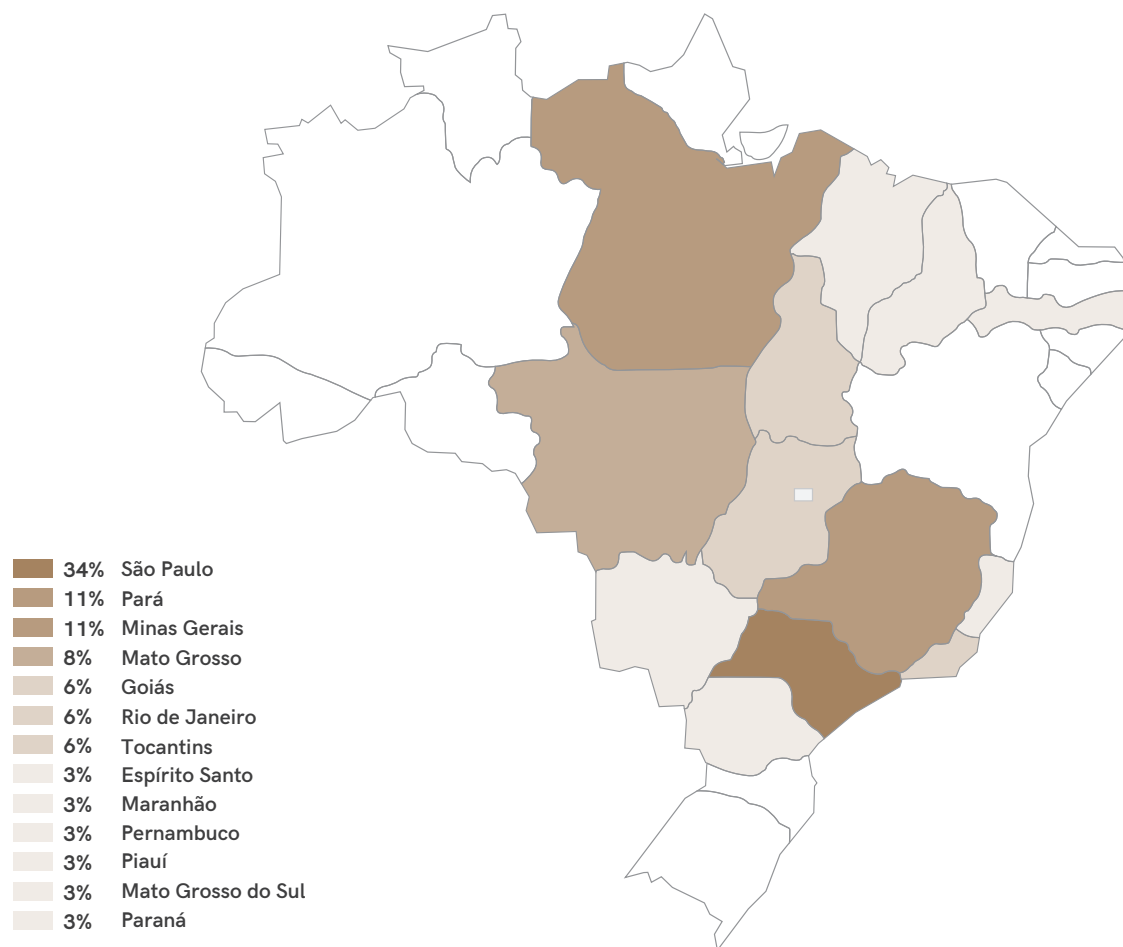 34% São Paulo
11% Pará
11% Minas Gerais
8% Mato Grosso
6% Goiás
6% Rio de Janeiro
6% Tocantins
3% Espírito Santo
3% Maranhão
3% Pernambuco
3% Piauí
3% Mato Grosso do Sul
3% Paraná